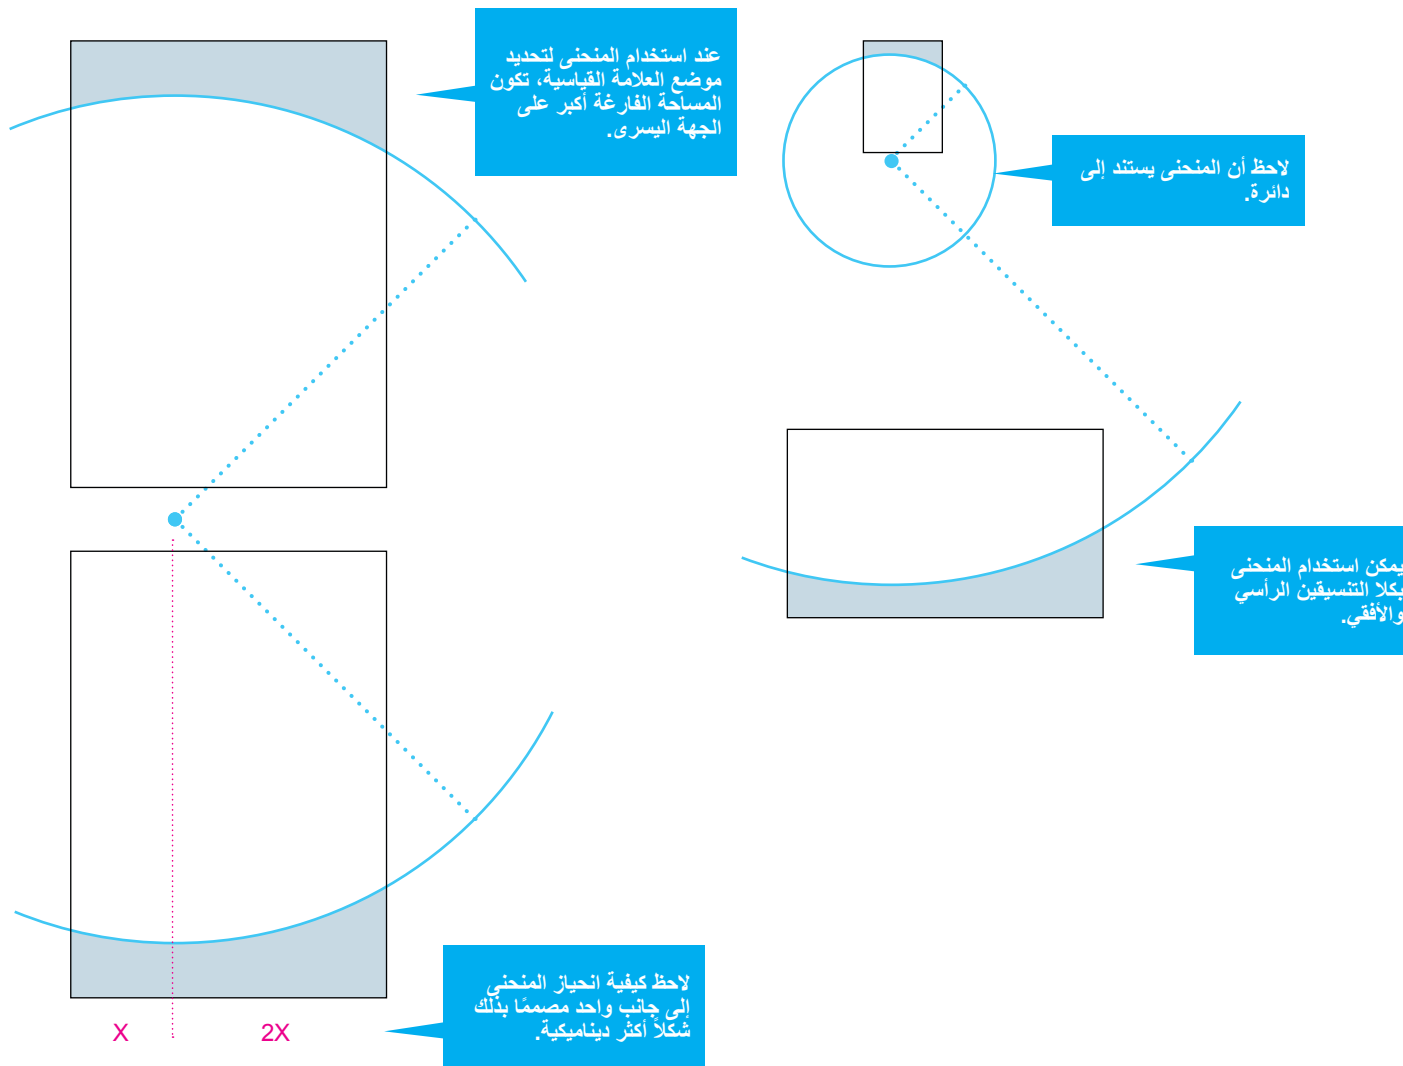 عند استخدام المنحنى لتحديد
موضع العلامة القياسية، تكون
المساحة الفارغة أكبر على
الجهة اليسرى.
لاحظ أن المنحنى يستند إلى
دائرة.
يمكن استخدام المنحنى
بكلا التنسيقين الرأسي
والأفقي.
لاحظ كيفية انحياز المنحنى
إلى جانب واحد مصممًا بذلك
شكلاً أكثر ديناميكية.
X 2X